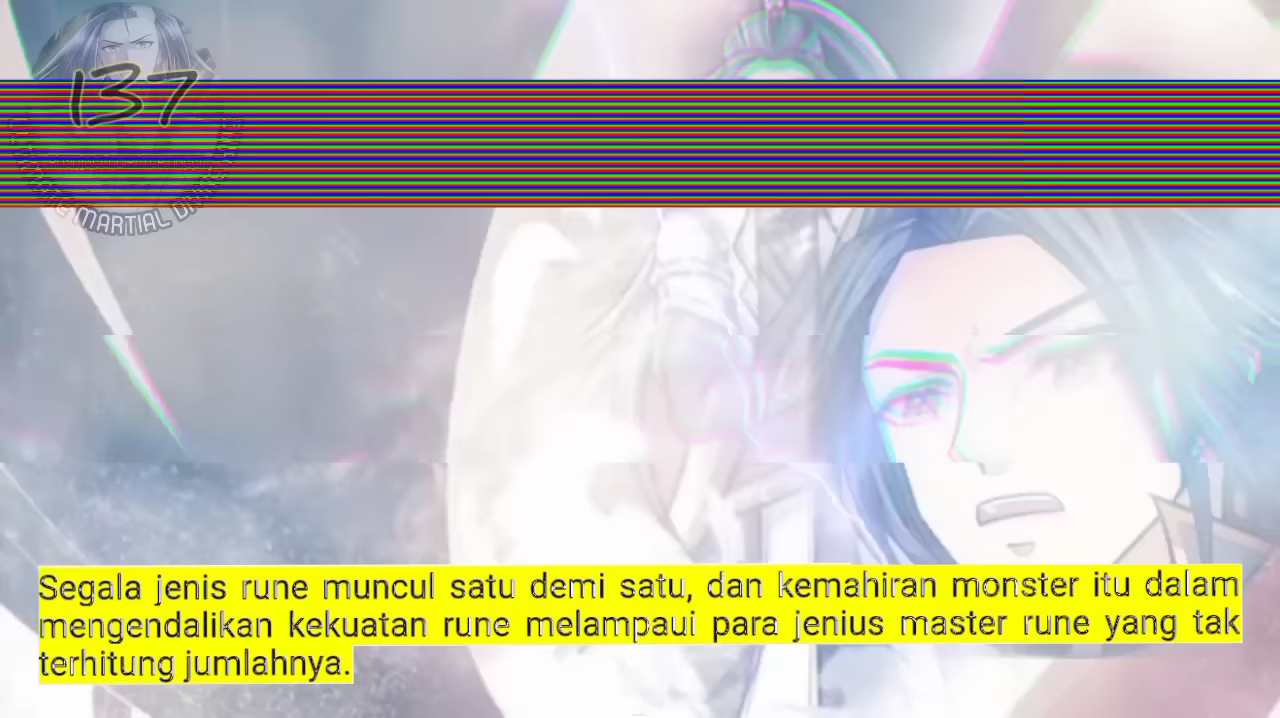 137
MARTIAL
Segala jenis rune muncul satu demi satu, dan kemahiran monster itu dalam
mengendalikan kekuatan rune melampaui para jenius master rune yang tak
terhitung jumlahnya.